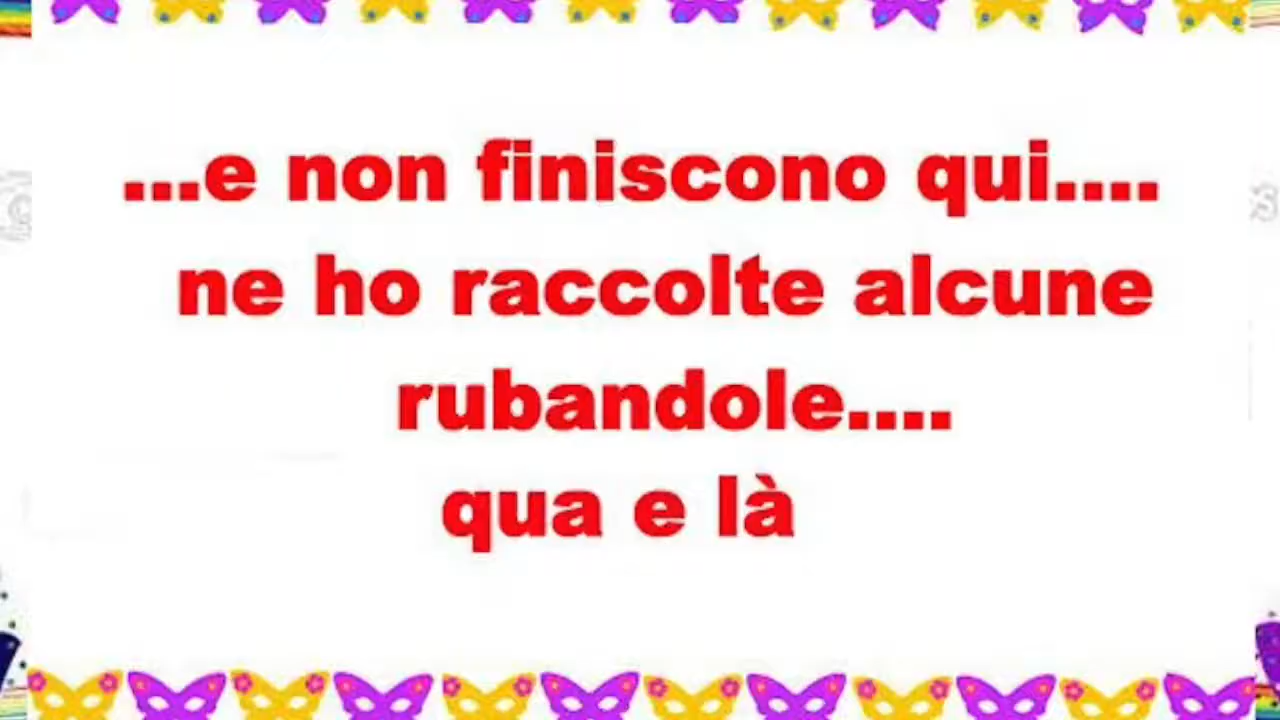 ...e non finiscono qui....
ne ho raccolte alcune
rubandole....
qua e là